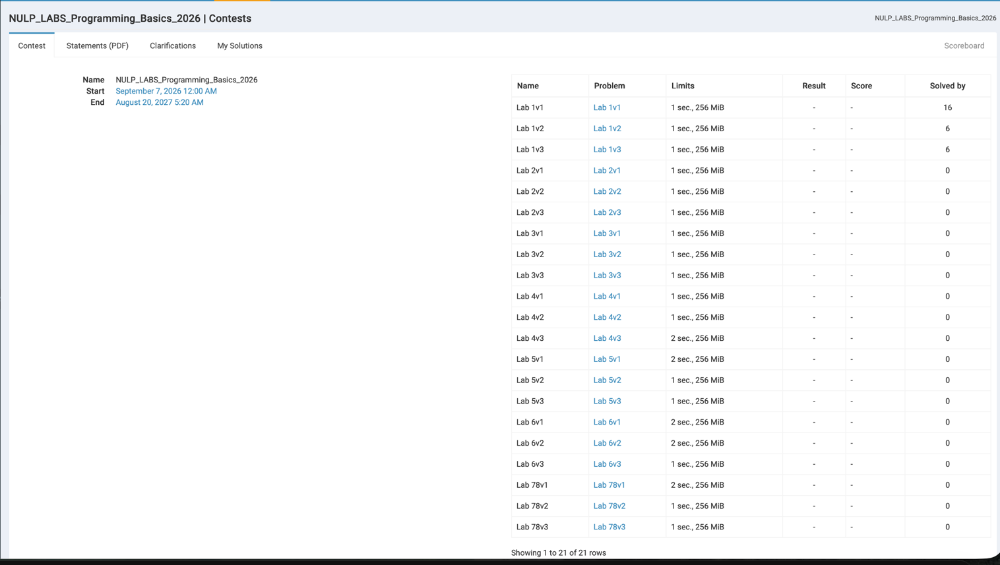 NULP_LABS_Programming_Basics_2026 | Contests
NULP_LABS_Programming_Basics_2026
Contest Statements (PDF) Clarifications My Solutions Scoreboard
Name NULP_LABS_Programming_Basics_2026
Start September 7, 2026 12:00 AM
End August 20, 2027 5:20 AM
Name Problem Limits Result Score Solved by
Lab 1v1 Lab 1v1 1 sec., 256 MiB - - 16
Lab 1v2 Lab 1v2 1 sec., 256 MiB - - 6
Lab 1v3 Lab 1v3 1 sec., 256 MiB - - 6
Lab 2v1 Lab 2v1 1 sec., 256 MiB - - 0
Lab 2v2 Lab 2v2 1 sec., 256 MiB - - 0
Lab 2v3 Lab 2v3 1 sec., 256 MiB - - 0
Lab 3v1 Lab 3v1 1 sec., 256 MiB - - 0
Lab 3v2 Lab 3v2 1 sec., 256 MiB - - 0
Lab 3v3 Lab 3v3 1 sec., 256 MiB - - 0
Lab 4v1 Lab 4v1 1 sec., 256 MiB - - 0
Lab 4v2 Lab 4v2 1 sec., 256 MiB - - 0
Lab 4v3 Lab 4v3 2 sec., 256 MiB - - 0
Lab 5v1 Lab 5v1 2 sec., 256 MiB - - 0
Lab 5v2 Lab 5v2 1 sec., 256 MiB - - 0
Lab 5v3 Lab 5v3 1 sec., 256 MiB - - 0
Lab 6v1 Lab 6v1 2 sec., 256 MiB - - 0
Lab 6v2 Lab 6v2 2 sec., 256 MiB - - 0
Lab 6v3 Lab 6v3 1 sec., 256 MiB - - 0
Lab 78v1 Lab 78v1 2 sec., 256 MiB - - 0
Lab 78v2 Lab 78v2 1 sec., 256 MiB - - 0
Lab 78v3 Lab 78v3 1 sec., 256 MiB - - 0
Showing 1 to 21 of 21 rows